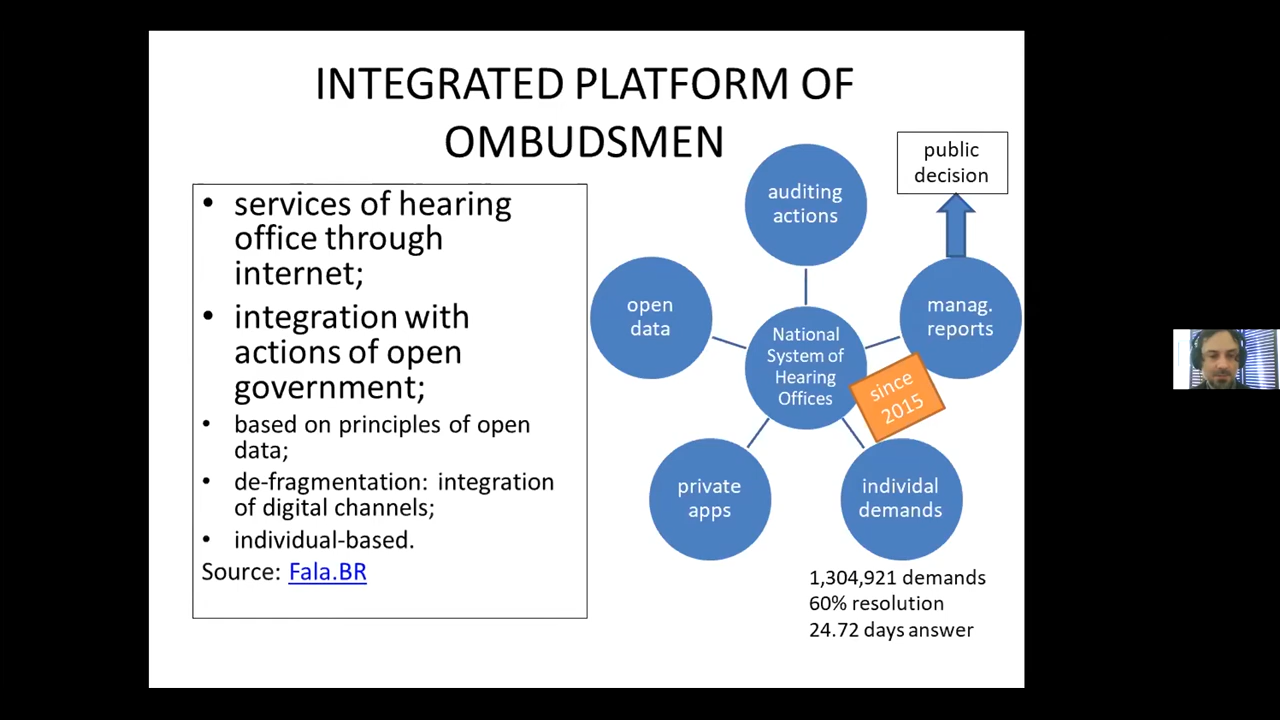 INTEGRATED PLATFORM OF
OMBUDSMEN
• services of hearing
office through
internet;
• integration with
actions of open
government;
• based on principles of open
data;
• de-fragmentation: integration
of digital channels;
• individual-based.
Source: Fala.BR
public
decision
auditing
actions
open
data
manag.
reports
National
System of
Hearing
Offices
since
2015
private
apps
individal
demands
1,304,921 demands
60% resolution
24.72 days answer